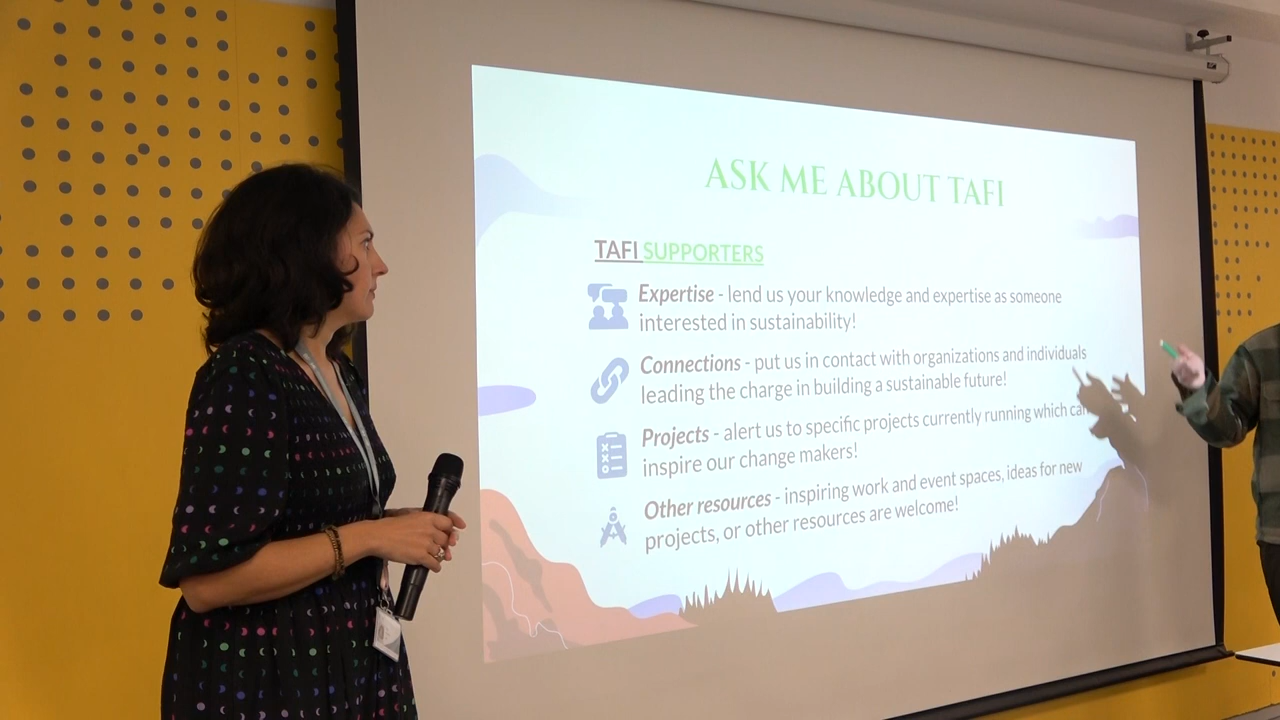 ASK ME ABOUT TAFI
TAFI SUPPORTERS
Expertise - lend us your knowledge and expertise as someone
interested in sustainability!
Connections - put us in contact with organizations and individuals
leading the charge in building a sustainable future!
Projects - alert us to specific projects currently running which can
inspire our change makers!
Other resources - inspiring work and event spaces, ideas for new
projects, or other resources are welcome!